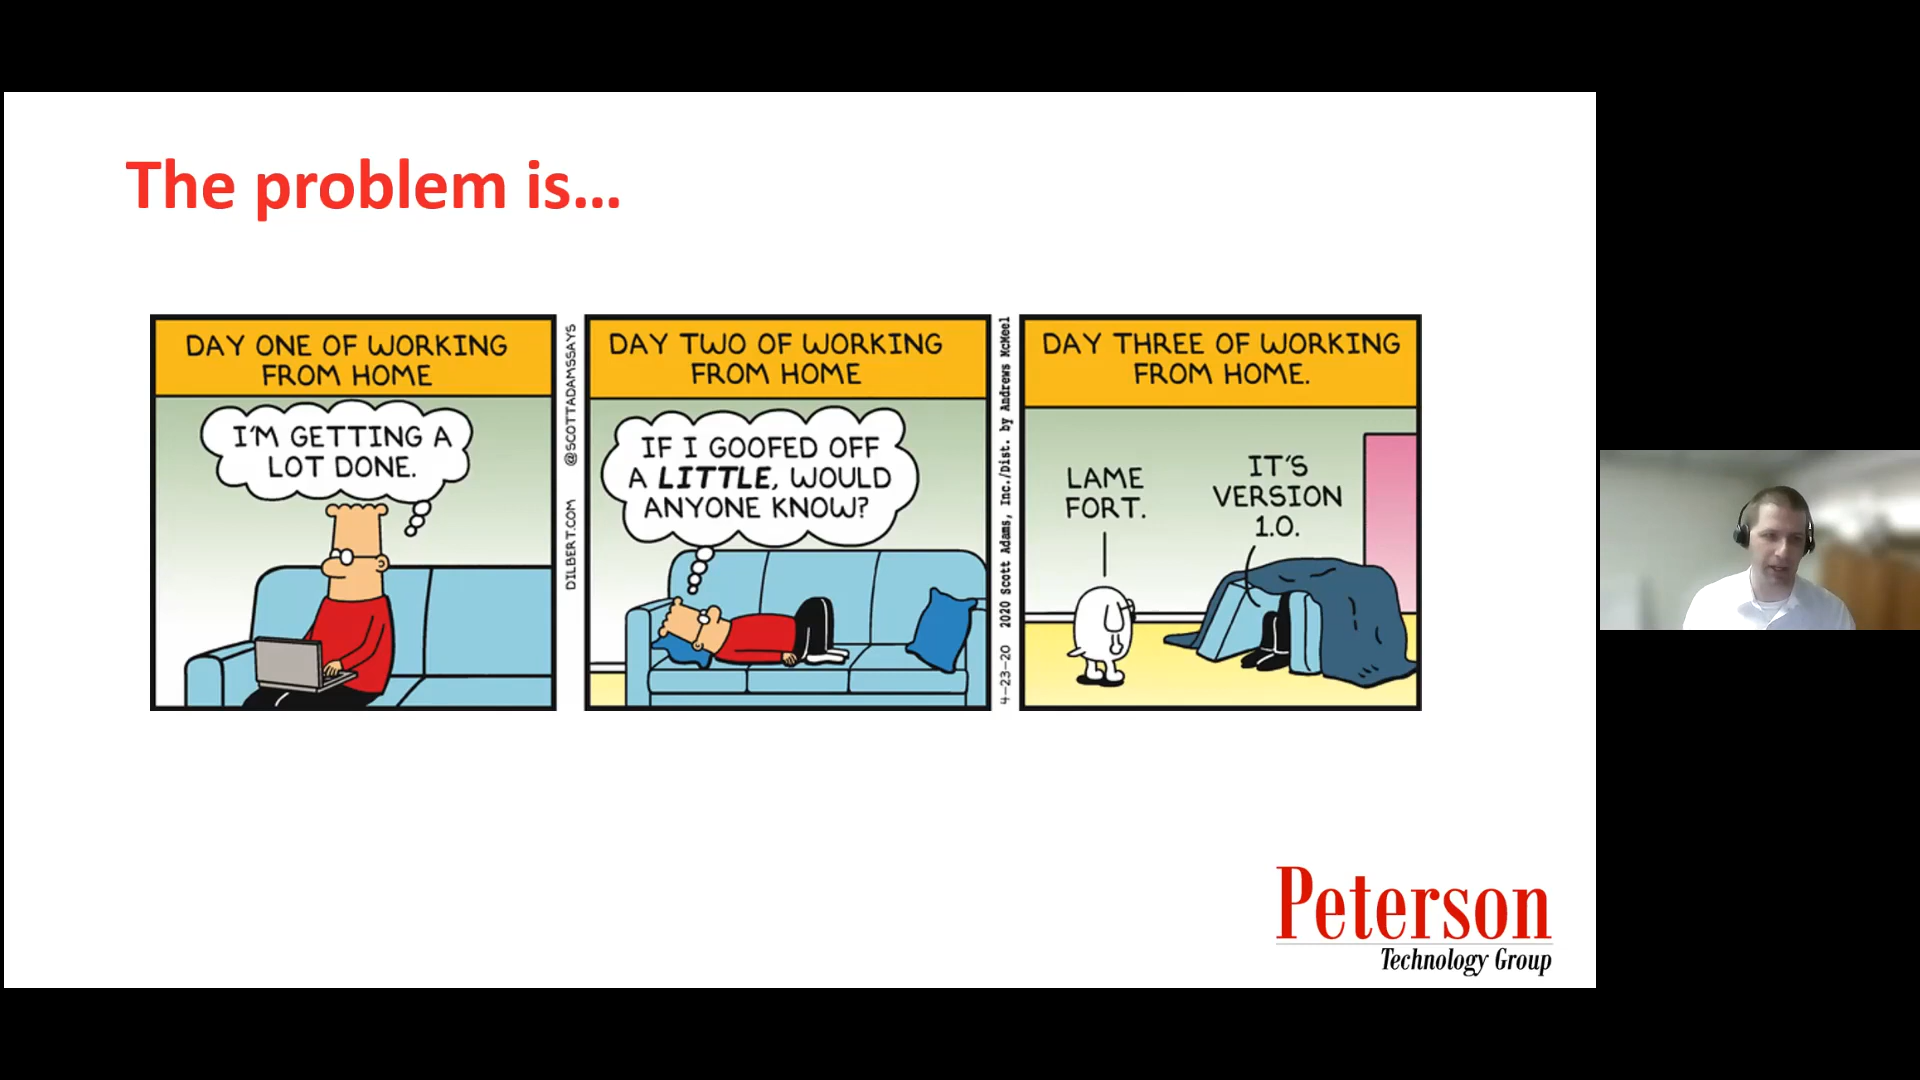 The problem is...
DAY ONE OF WORKING
FROM HOME
I'M GETTING A
LOT DONE.
DILBERT.COM @SCOTTADAMSSAYS
DAY TWO OF WORKING
FROM HOME
IF I GOOFED OFF
A LITTLE, WOULD
ANYONE KNOW?
4-23-20 2020 Scott Adams, Inc./Dist. by Andrews McMeel
DAY THREE OF WORKING
FROM HOME.
LAME
FORT.
IT'S
VERSION
1.0.
Peterson
Technology Group